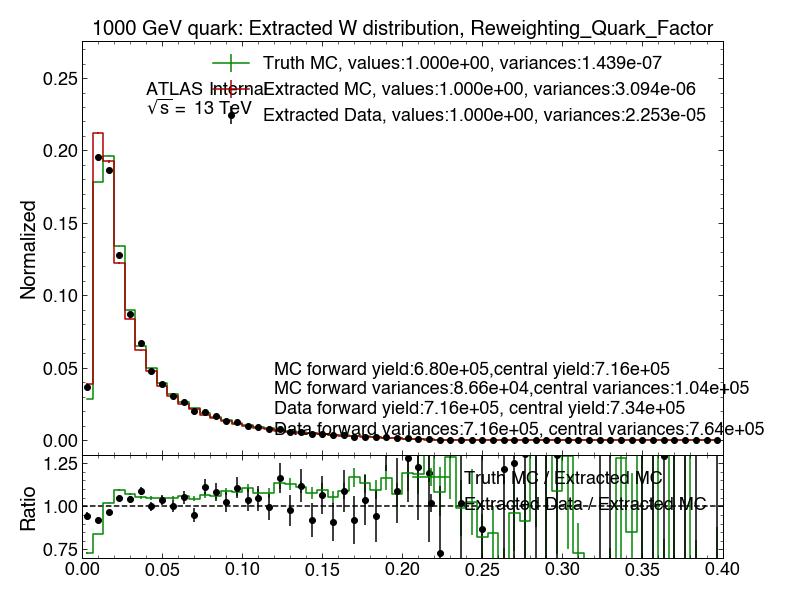 1000 GeV quark: Extracted W distribution, Reweighting_Quark_Factor
Truth MC, values:1.000e+00, variances:1.439e-07
ATLAS Internal
Extracted MC, values:1.000e+00, variances:3.094e-06
√s = 13 TeV
Extracted Data, values:1.000e+00, variances:2.253e-05
Normalized
0.25
0.20
0.15
0.10
0.05
0.00
MC forward yield:6.80e+05,central yield:7.16e+05
MC forward variances:8.66e+04,central variances:1.04e+05
Data forward yield:7.16e+05, central yield:7.34e+05
Data forward variances:7.16e+05, central variances:7.64e+05
Ratio
1.25
1.00
0.75
Truth MC / Extracted MC
Extracted Data / Extracted MC
0.00 0.05 0.10 0.15 0.20 0.25 0.30 0.35 0.40